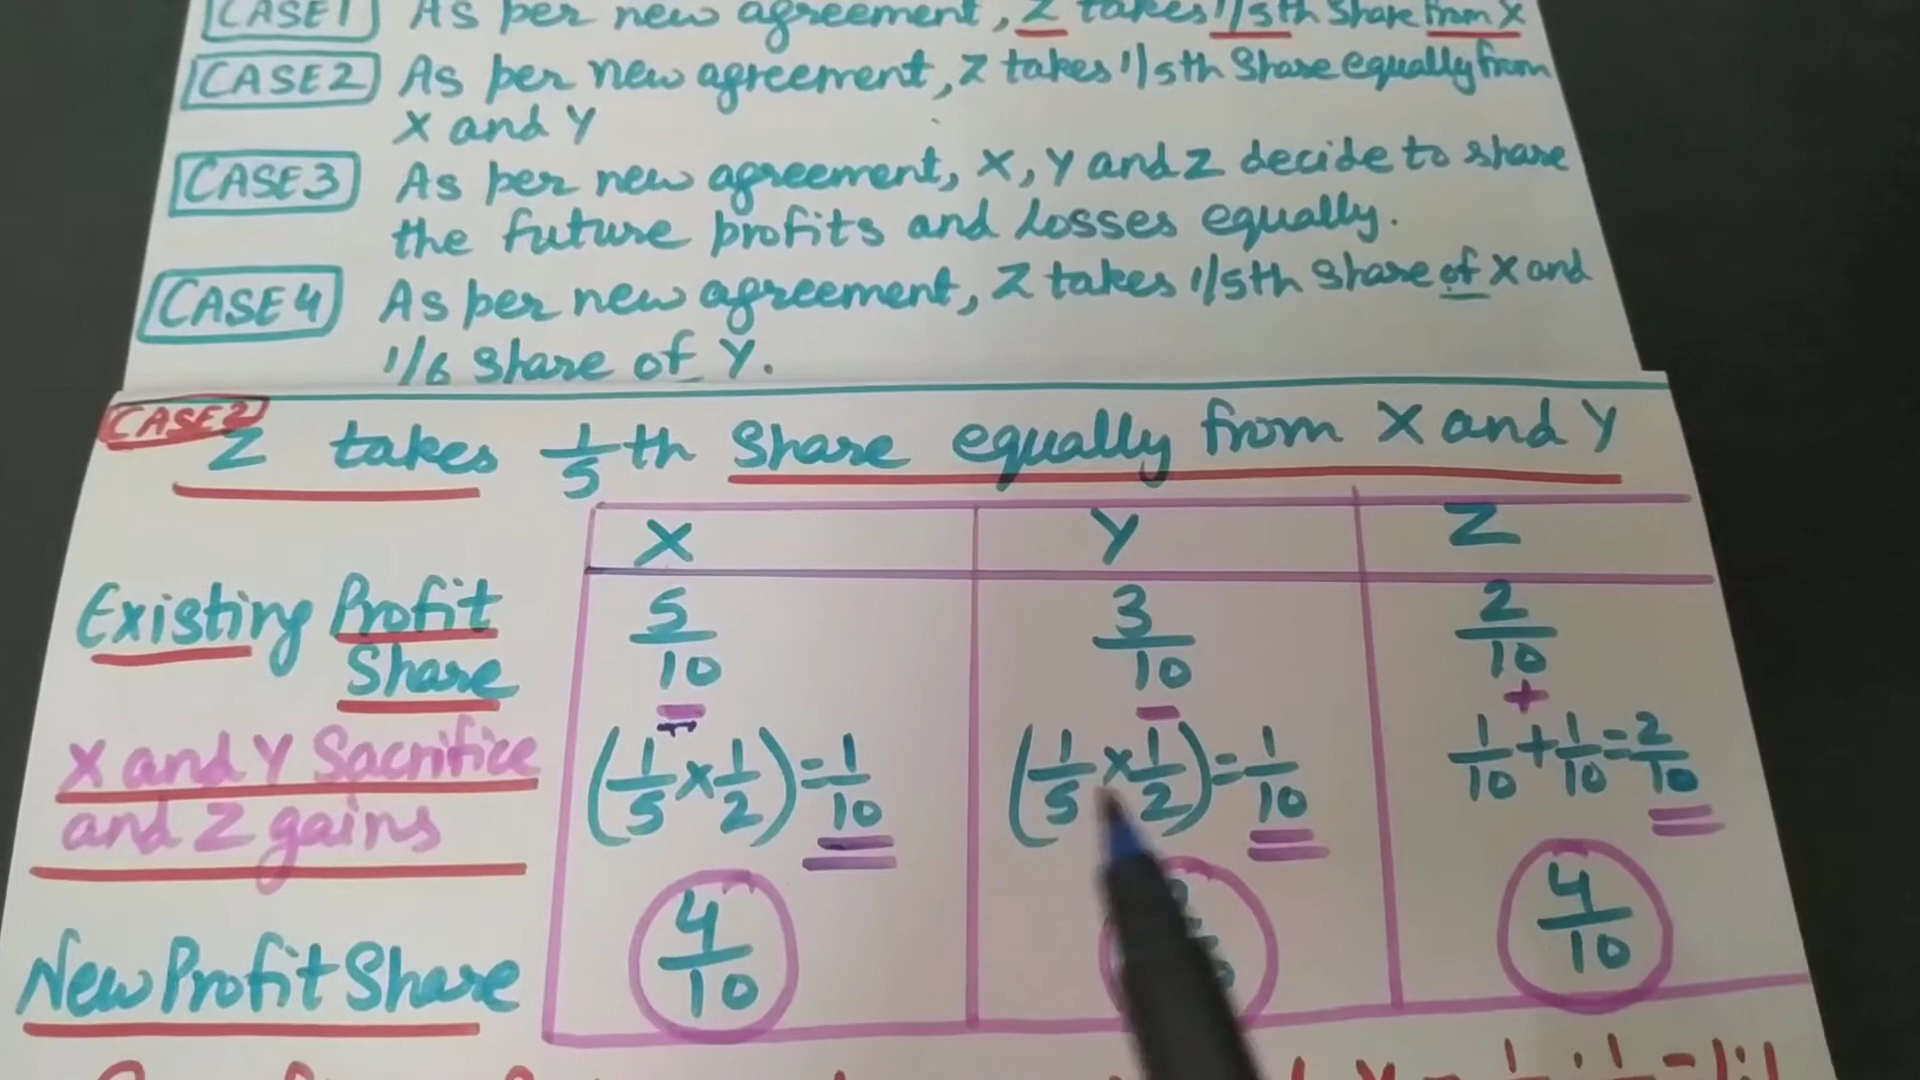 CASE1 As per new agreement, Z takes 1/5th Share from X
CASE2 As per new agreement, Z takes 1/5th Share equally from
X and Y
CASE3 As per new agreement, X, Y and Z decide to share
the future profits and losses equally.
CASE4 As per new agreement, Z takes 1/5th Share of X and
1/6 Share of Y.
CASE2
Z takes 1/5 th Share equally from X and Y
X Y Z
Existing Profit Share 5/10 3/10 2/10
- - +
X and Y Sacrifice and Z gains (1/5 × 1/2) = 1/10 (1/5 × 1/2) = 1/10 1/10 + 1/10 = 2/10
New Profit Share 4/10 4/10